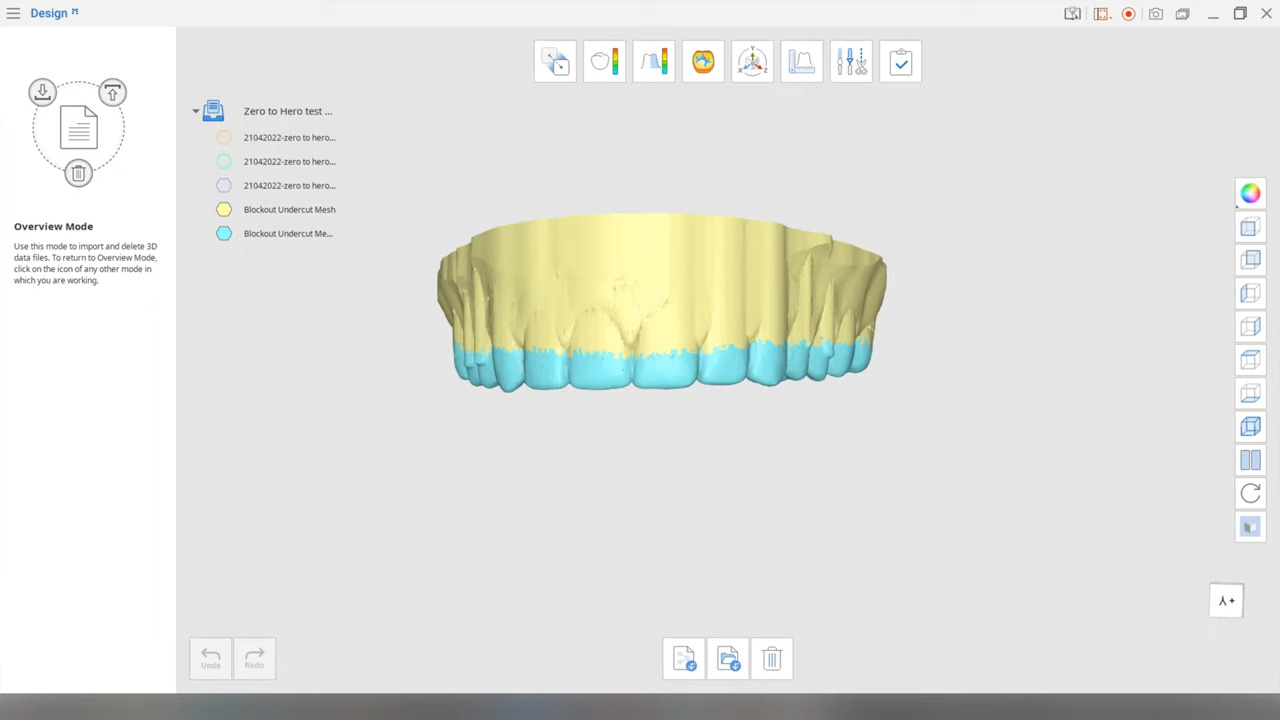 Design M
Zero to Hero test ...
21042022-zero to hero...
21042022-zero to hero...
21042022-zero to hero...
Blockout Undercut Mesh
Blockout Undercut Me...
Overview Mode
Use this mode to import and delete 3D
data files. To return to Overview Mode,
click on the icon of any other mode in
which you are working.
Y
X
Z
Undo
Redo